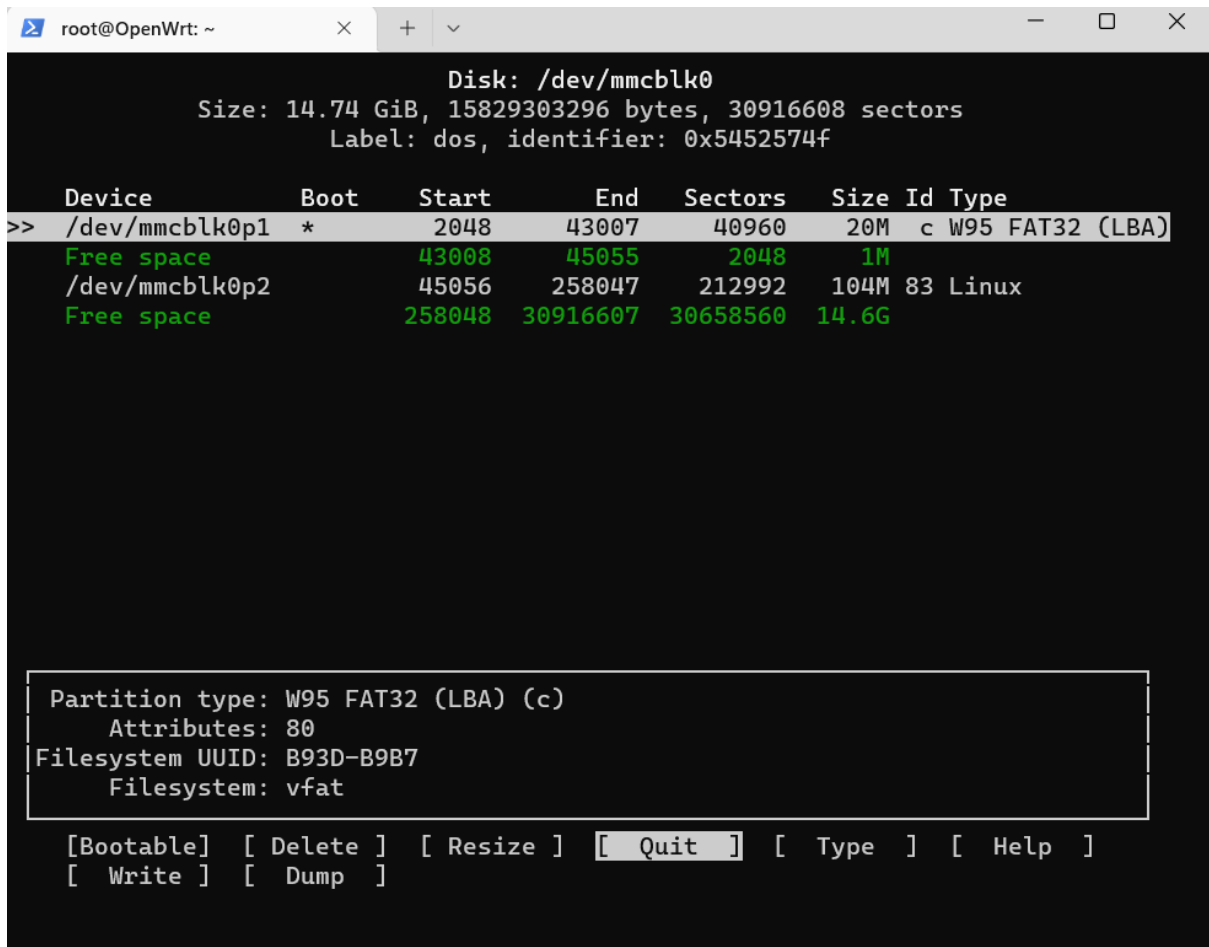 root@OpenWrt: ~
Disk: /dev/mmcblk0
Size: 14.74 GiB, 15829303296 bytes, 30916608 sectors
Label: dos, identifier: 0x5452574f
Device Boot Start End Sectors Size Id Type
>> /dev/mmcblk0p1 * 2048 43007 40960 20M c W95 FAT32 (LBA)
Free space 43008 45055 2048 1M
/dev/mmcblk0p2 45056 258047 212992 104M 83 Linux
Free space 258048 30916607 30658560 14.6G
Partition type: W95 FAT32 (LBA) (c)
Attributes: 80
Filesystem UUID: B93D-B9B7
Filesystem: vfat
[Bootable] [ Delete ] [ Resize ] [ Quit ] [ Type ] [ Help ]
[ Write ] [ Dump ]